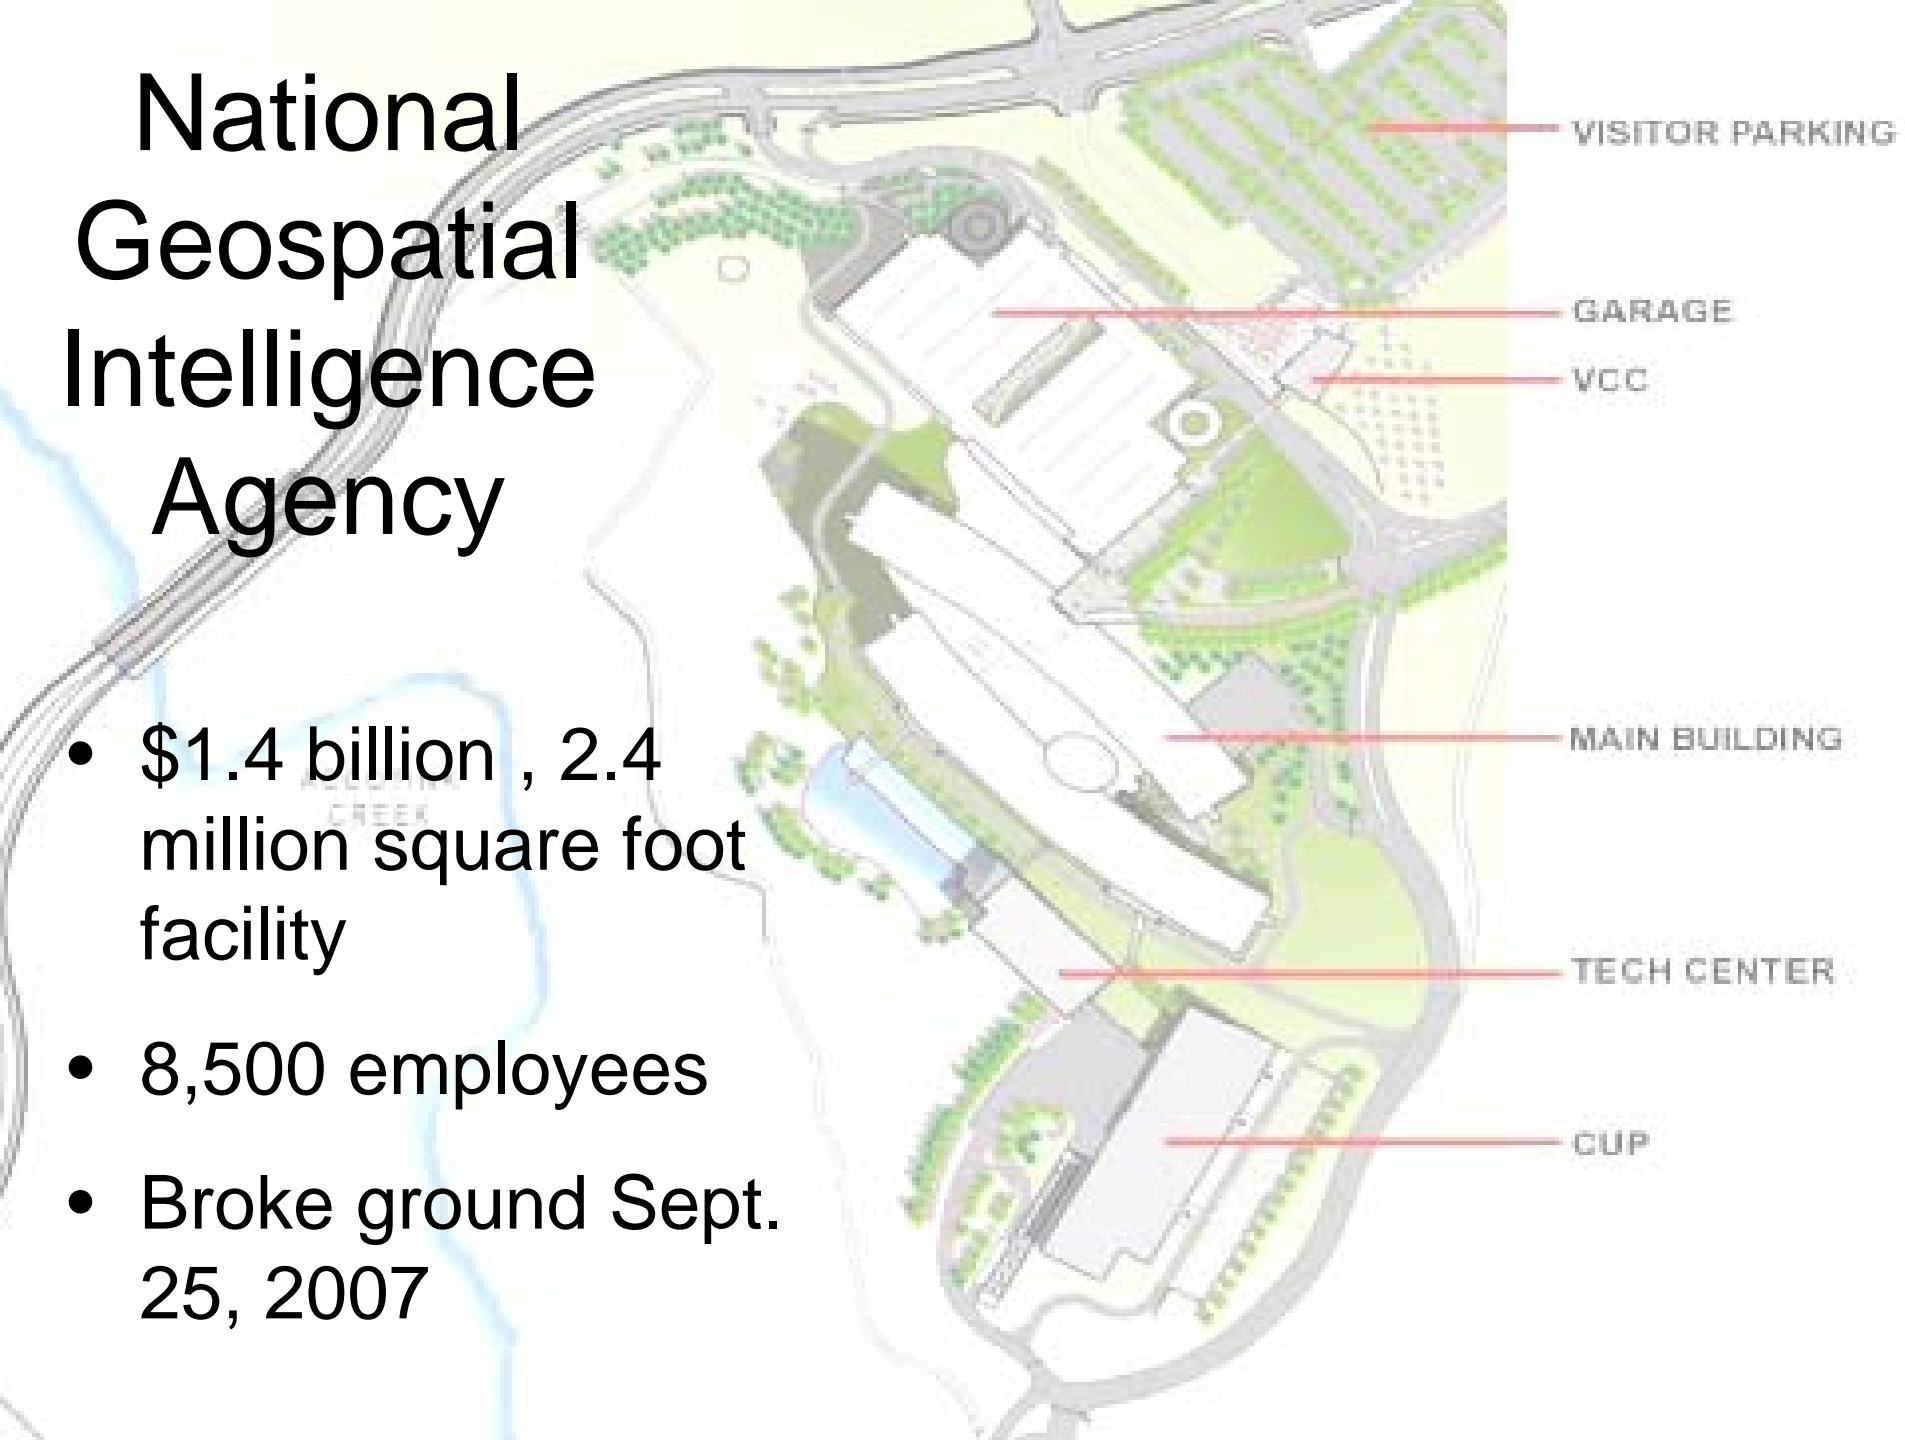 National
Geospatial
Intelligence
Agency
• $1.4 billion , 2.4
million square foot
facility
• 8,500 employees
• Broke ground Sept.
25, 2007
VISITOR PARKING
GARAGE
VCC
MAIN BUILDING
TECH CENTER
CUP
CREEK